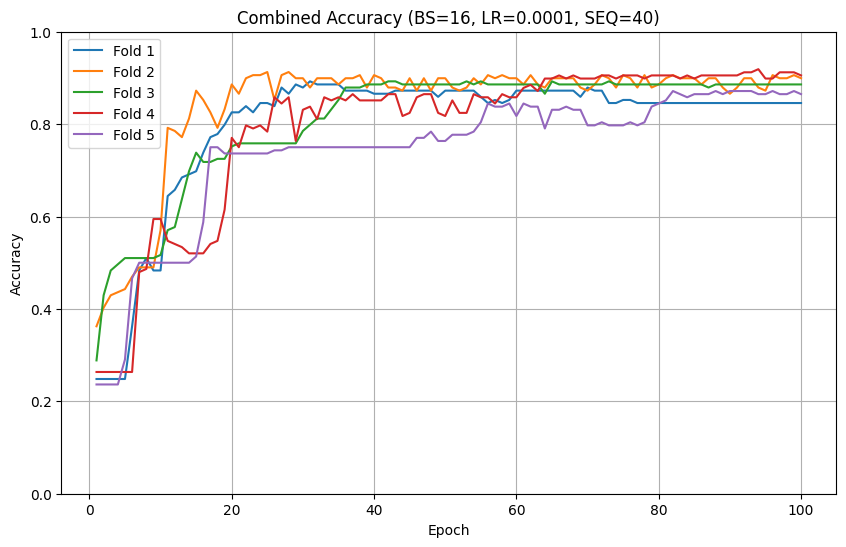 Combined Accuracy (BS=16, LR=0.0001, SEQ=40)
Fold 1
Fold 2
Fold 3
Fold 4
Fold 5
Accuracy
1.0
0.8
0.6
0.4
0.2
0.0
0 20 40 60 80 100
Epoch